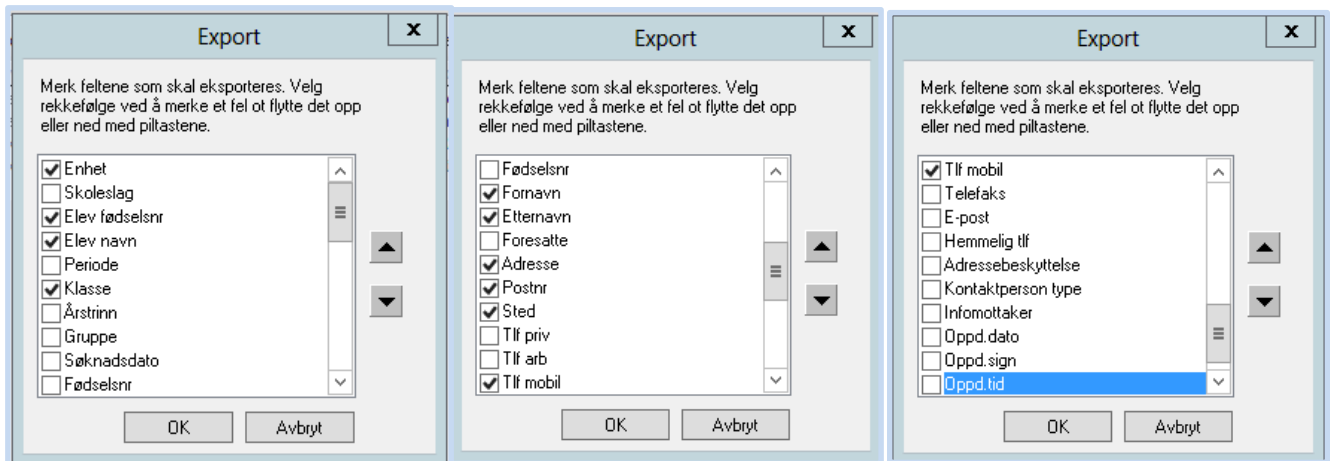 Export
x
Merk feltene som skal eksporteres. Velg
rekkefølge ved å merke et fel ot flytte det opp
eller ned med piltastene.
Enhet
Skoleslag
Elev fødselsnr
Elev navn
Periode
Klasse
Årstrinn
Gruppe
Søknadsdato
Fødselsnr
OK
Avbryt
Export
x
Merk feltene som skal eksporteres. Velg
rekkefølge ved å merke et fel ot flytte det opp
eller ned med piltastene.
Fødselsnr
Fornavn
Etternavn
Foresatte
Adresse
Postnr
Sted
Tlf priv
Tlf arb
Tlf mobil
OK
Avbryt
Export
x
Merk feltene som skal eksporteres. Velg
rekkefølge ved å merke et fel ot flytte det opp
eller ned med piltastene.
Tlf mobil
Telefaks
E-post
Hemmelig tlf
Adressebeskyttelse
Kontaktperson type
Infomottaker
Oppd.dato
Oppd.sign
Oppd.tid
OK
Avbryt